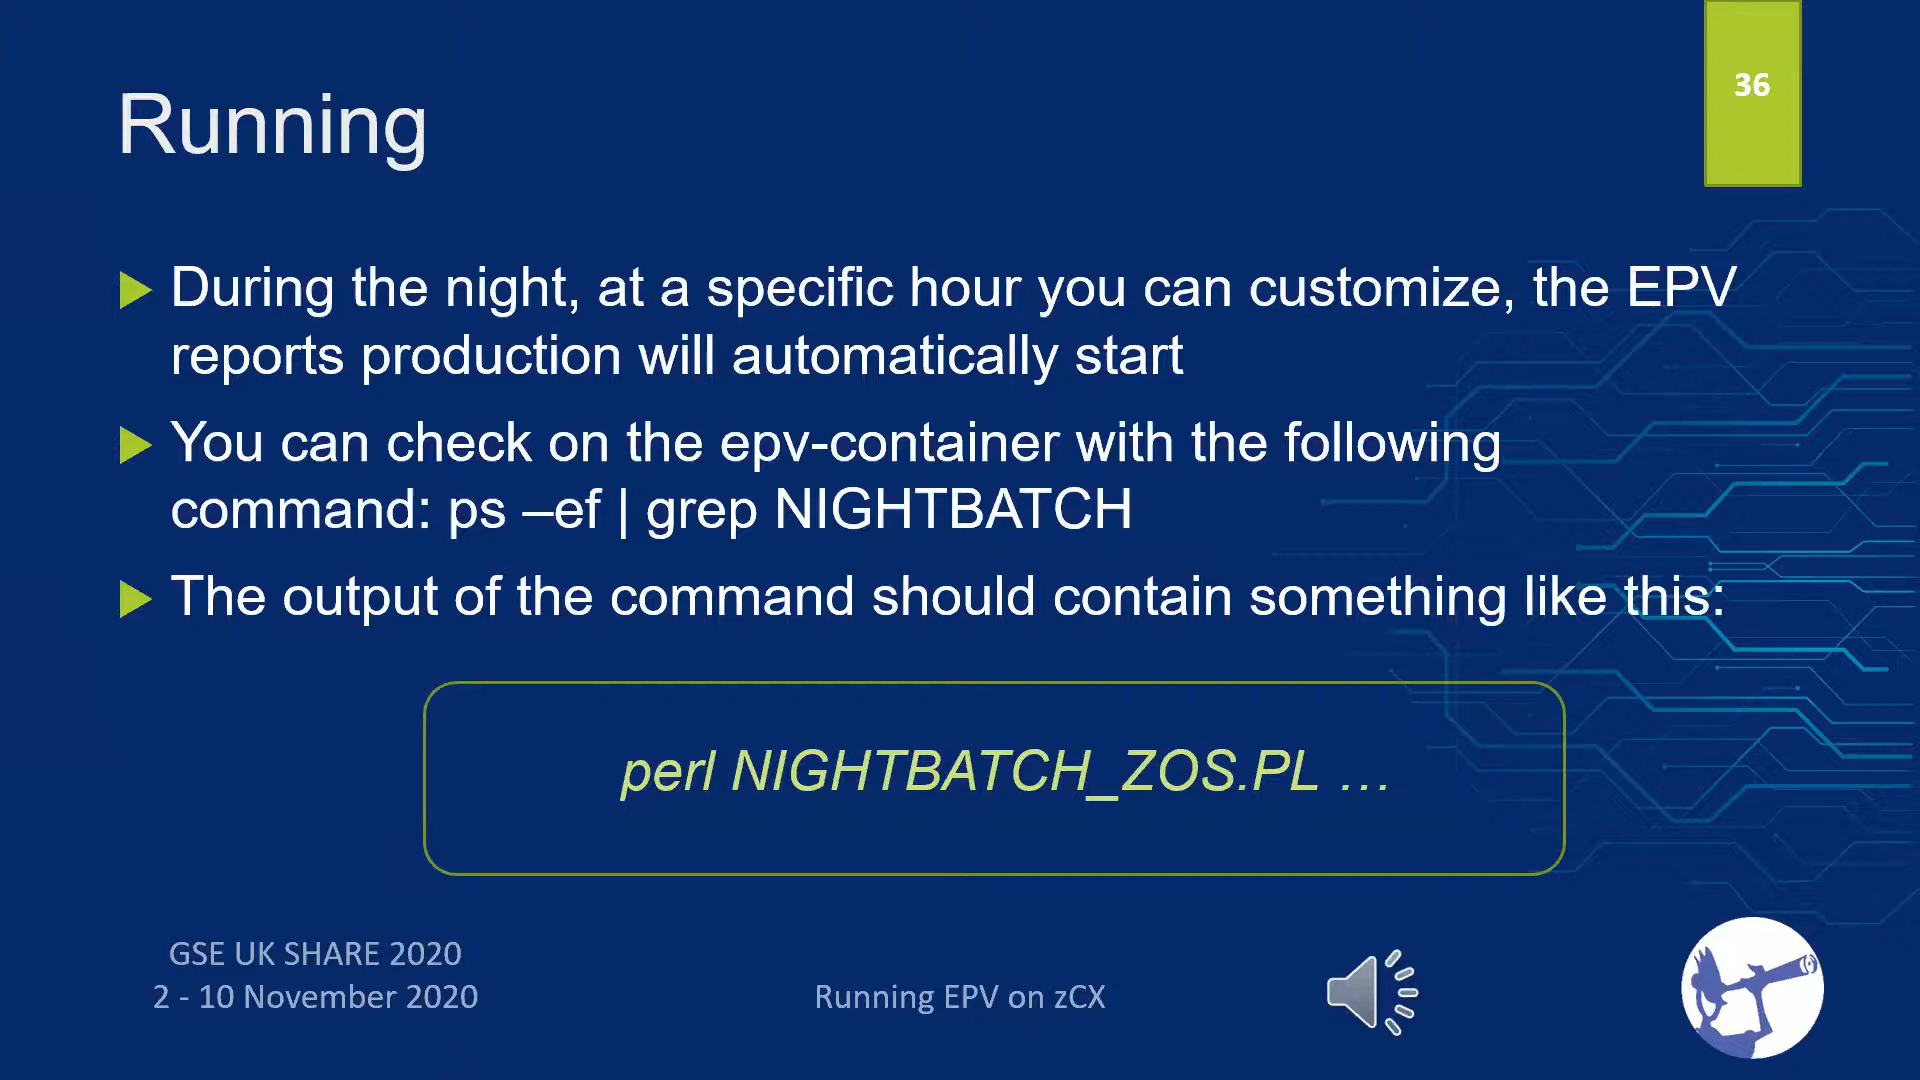 36
Running
During the night, at a specific hour you can customize, the EPV
reports production will automatically start
You can check on the epv-container with the following
command: ps –ef | grep NIGHTBATCH
The output of the command should contain something like this:
perl NIGHTBATCH_ZOS.PL …
GSE UK SHARE 2020
2 - 10 November 2020
Running EPV on zCX